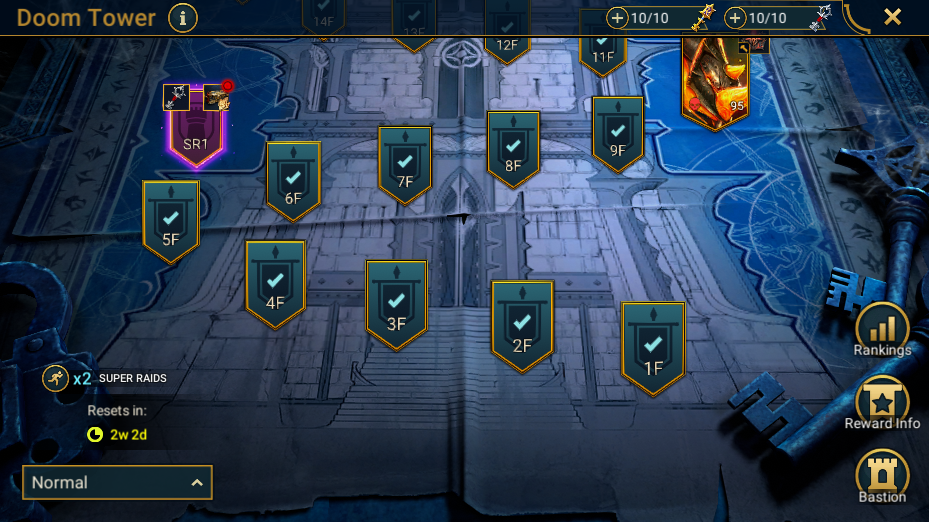 Doom Tower
10/10
10/10
14F
13F
12F
11F
95
SR1
9F
8F
7F
6F
5F
4F
3F
2F
1F
Rankings
x2 SUPER RAIDS
Reward Info
Resets in:
2w 2d
Normal
Bastion